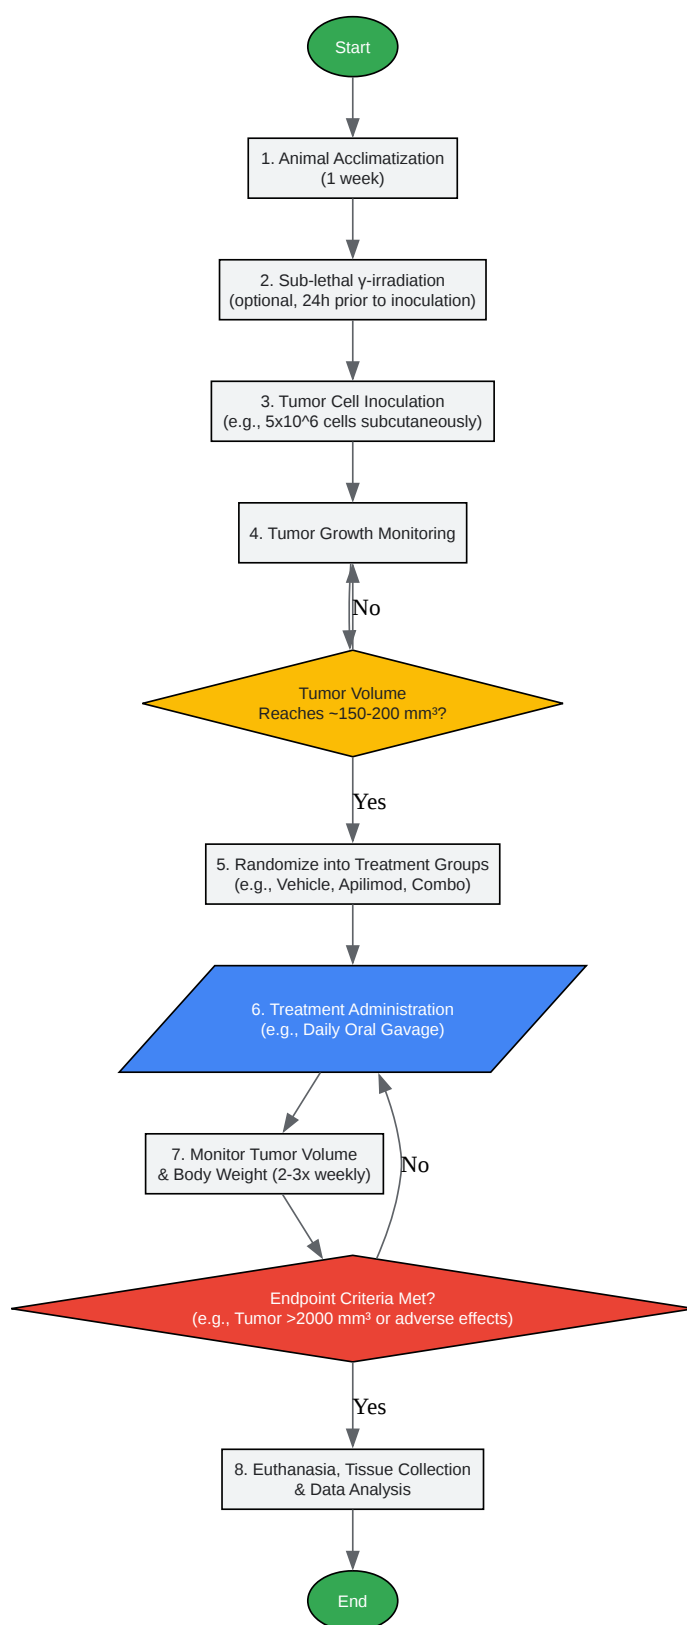 Start
1. Animal Acclimatization
(1 week)
2. Sub-lethal γ-irradiation
(optional, 24h prior to inoculation)
3. Tumor Cell Inoculation
(e.g., 5x10^6 cells subcutaneously)
4. Tumor Growth Monitoring
No
Tumor Volume
Reaches ~150-200 mm³?
Yes
5. Randomize into Treatment Groups
(e.g., Vehicle, Apilimod, Combo)
6. Treatment Administration
(e.g., Daily Oral Gavage)
7. Monitor Tumor Volume
& Body Weight (2-3x weekly)
No
Endpoint Criteria Met?
(e.g., Tumor >2000 mm³ or adverse effects)
Yes
8. Euthanasia, Tissue Collection
& Data Analysis
End